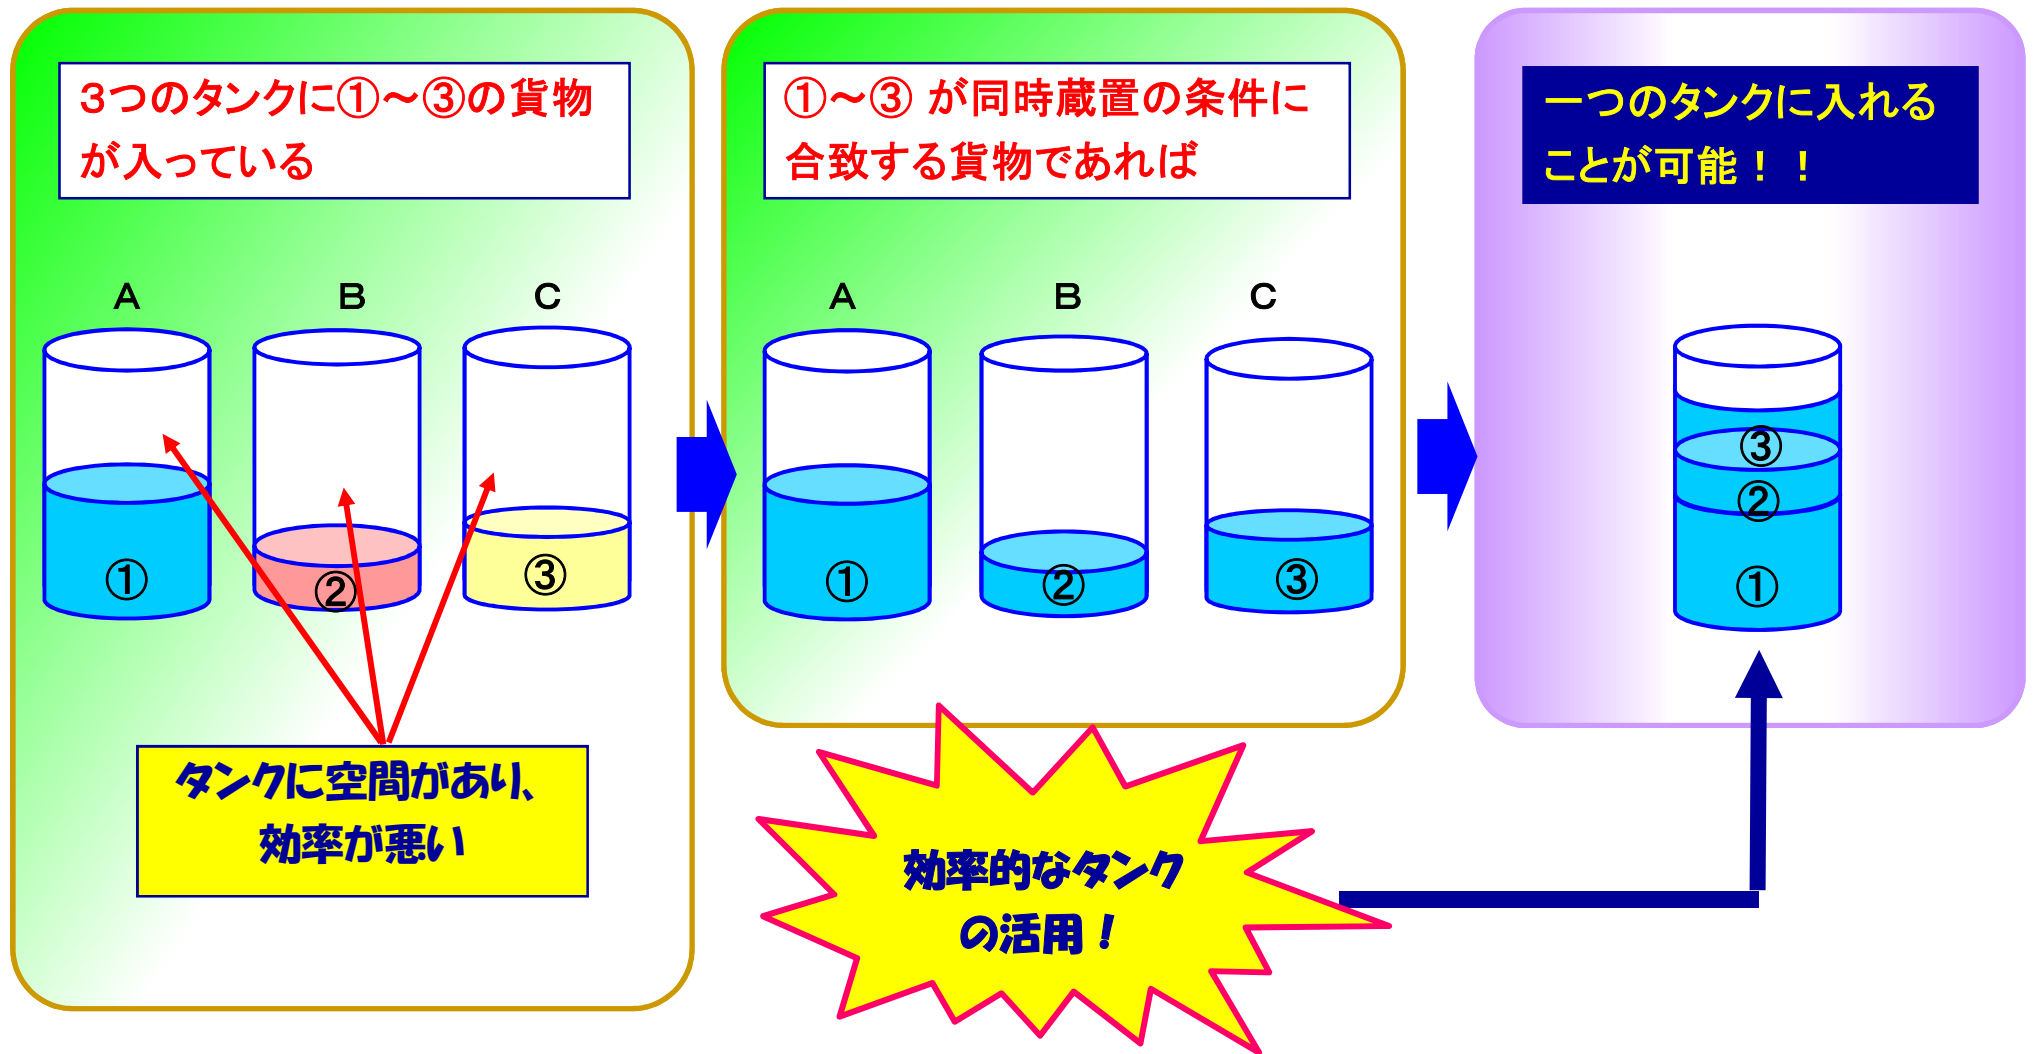 ３つのタンクに①～③の貨物
が入っている
A
B
C
①
②
③
タンクに空間があり、
効率が悪い
①～③ が同時蔵置の条件に
合致する貨物であれば
A
B
C
①
②
③
効率的なタンク
の活用！
一つのタンクに入れる
ことが可能！！
③
②
①